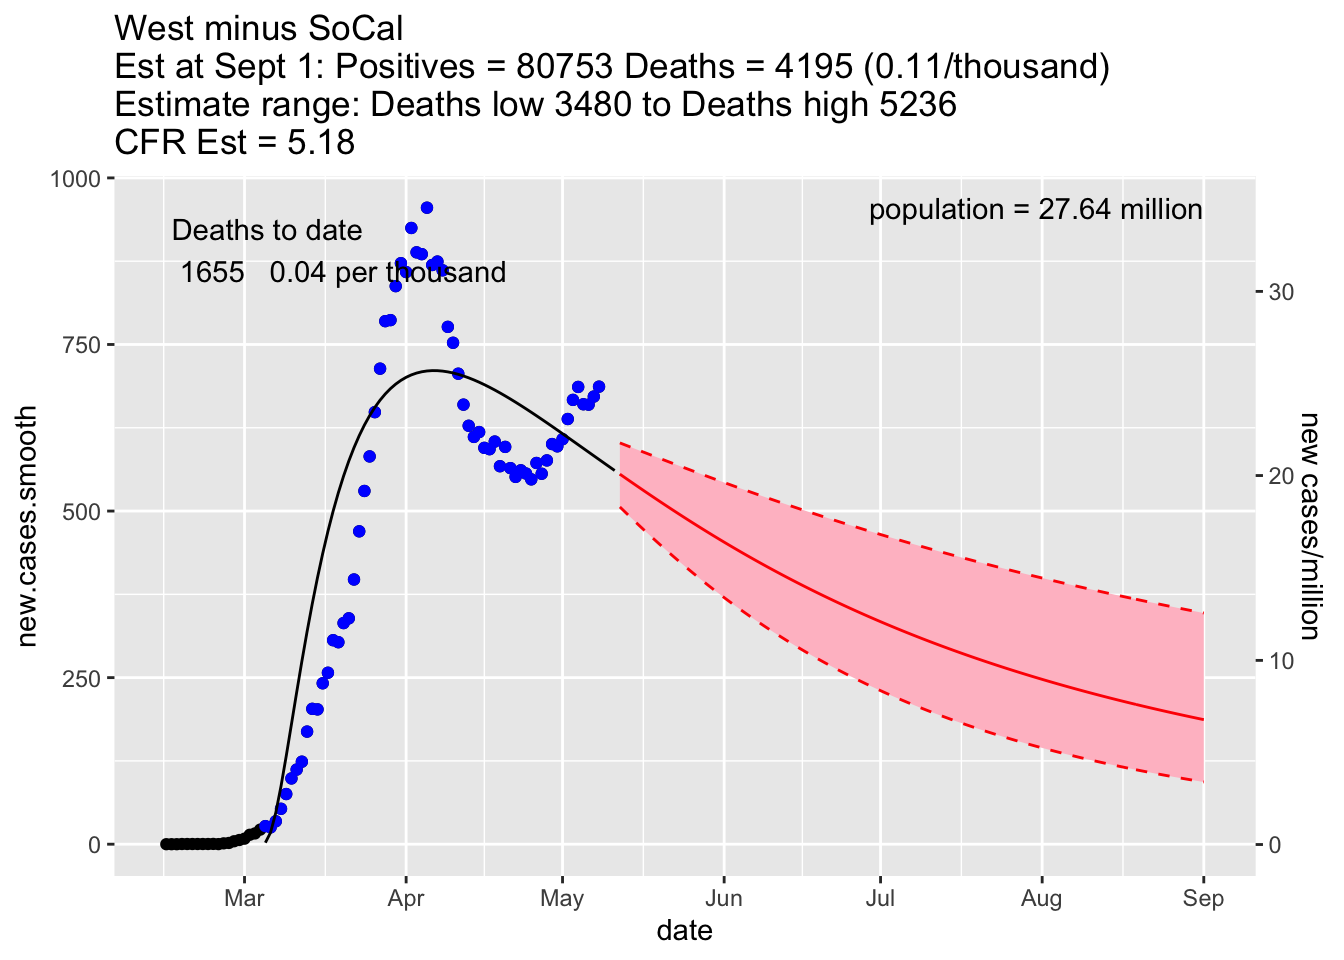 West minus SoCal
Est at Sept 1: Positives = 80753 Deaths = 4195 (0.11/thousand)
Estimate range: Deaths low 3480 to Deaths high 5236
CFR Est = 5.18
population = 27.64 million
Deaths to date
1655 0.04 per thousand
new.cases.smooth
1000
750
500
250
0
new cases/million
30
20
10
0
Mar Apr May Jun Jul Aug Sep
date